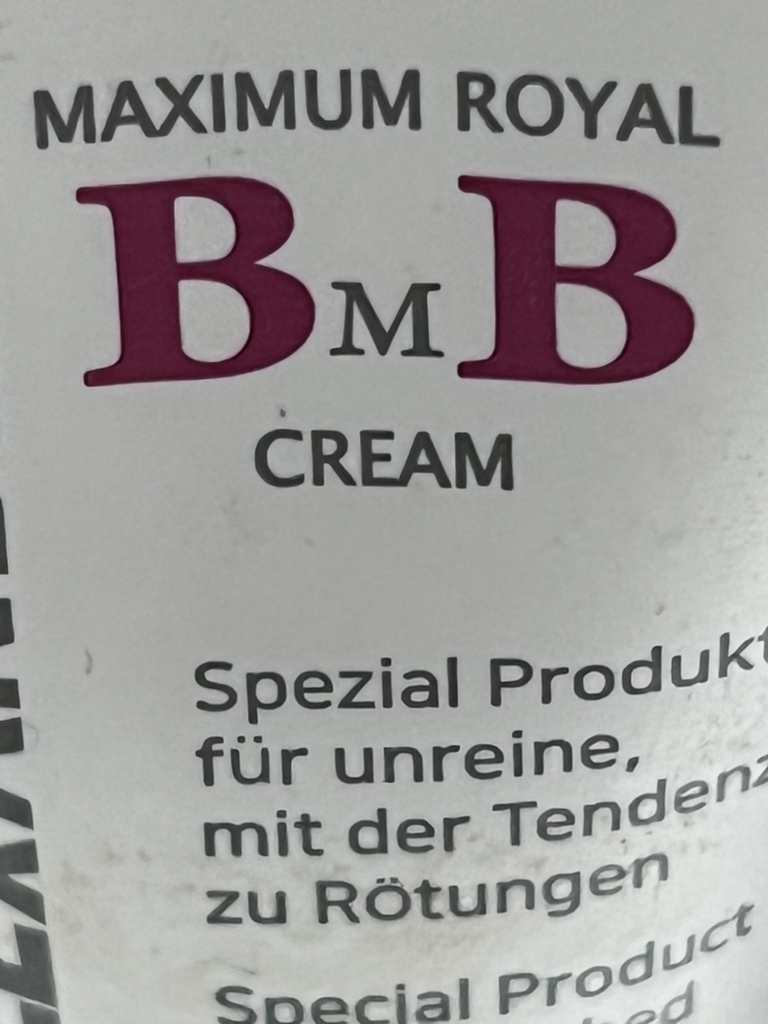 MAXIMUM ROYAL
BMB
CREAM
Spezial Produkt
für unreine,
mit der Tendenz
zu Rötungen
Special Product